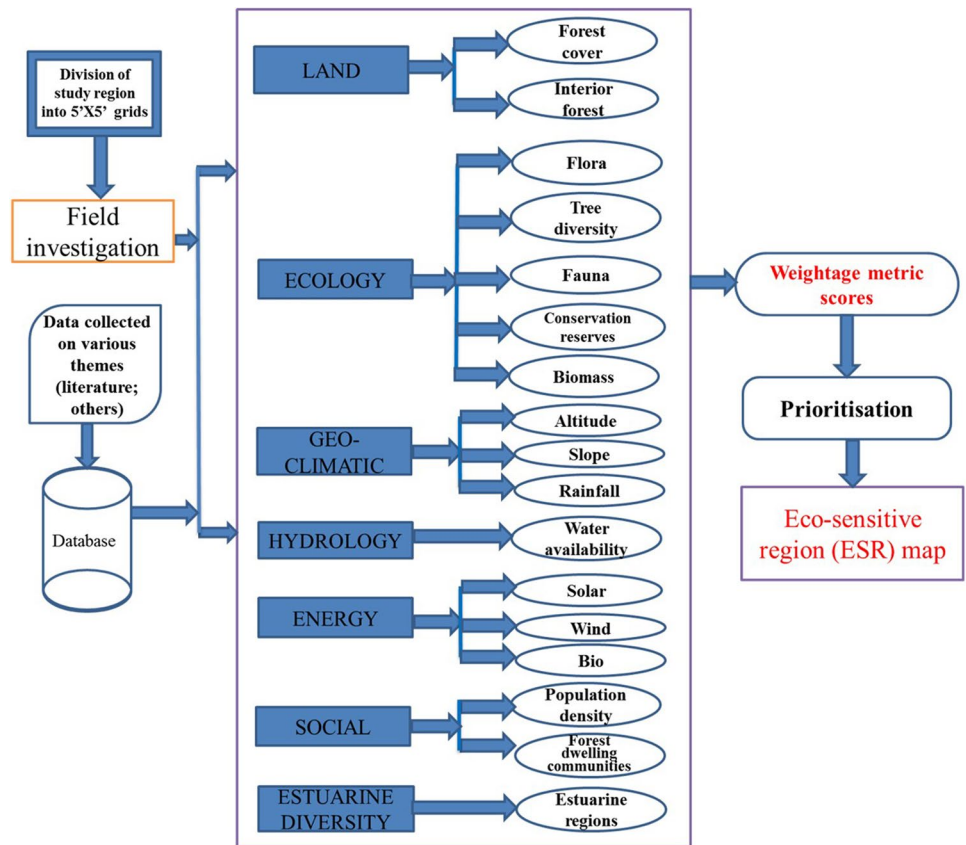 Division of
study region
into 5'X5' grids
Field
investigation
Data collected
on various
themes
(literature;
others)
Database
LAND
Forest
cover
Interior
forest
ECOLOGY
Flora
Tree
diversity
Fauna
Conservation
reserves
Biomass
GEO-
CLIMATIC
Altitude
Slope
Rainfall
HYDROLOGY
Water
availability
ENERGY
Solar
Wind
Bio
SOCIAL
Population
density
Forest
dwelling
communities
ESTUARINE
DIVERSITY
Estuarine
regions
Weightage metric
scores
Prioritisation
Eco-sensitive
region (ESR) map